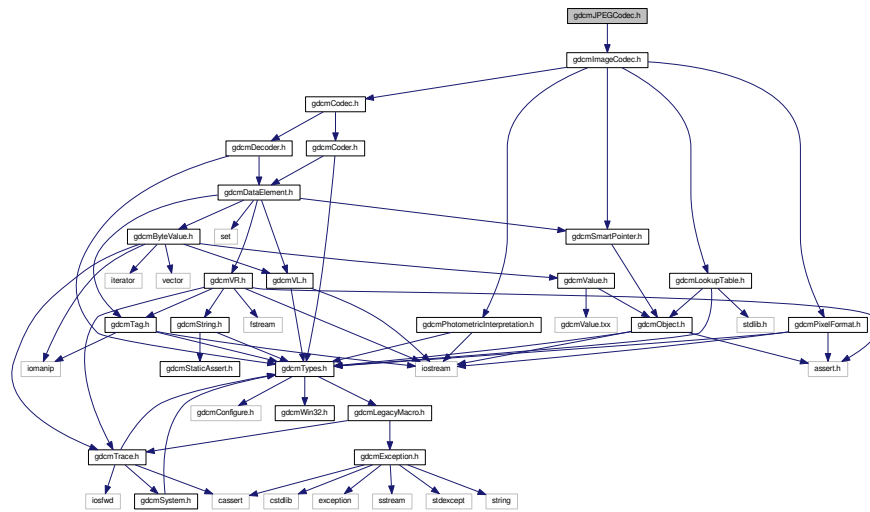 gdcmJPEGCodec.h
gdcmImageCodec.h
gdcmCodec.h
gdcmDecoder.h
gdcmCoder.h
gdcmDataElement.h
gdcmByteValue.h
set
gdcmSmartPointer.h
iterator
vector
gdcmVR.h
gdcmVL.h
gdcmValue.h
gdcmLookupTable.h
gdcmTag.h
gdcmString.h
fstream
gdcmPhotometricInterpretation.h
gdcmValue.txx
gdcmObject.h
stdlib.h
gdcmPixelFormat.h
iomanip
gdcmStaticAssert.h
gdcmTypes.h
iostream
assert.h
gdcmConfigure.h
gdcmWin32.h
gdcmLegacyMacro.h
gdcmTrace.h
gdcmException.h
iosfwd
gdcmSystem.h
cassert
cstdlib
exception
sstream
stdexcept
string